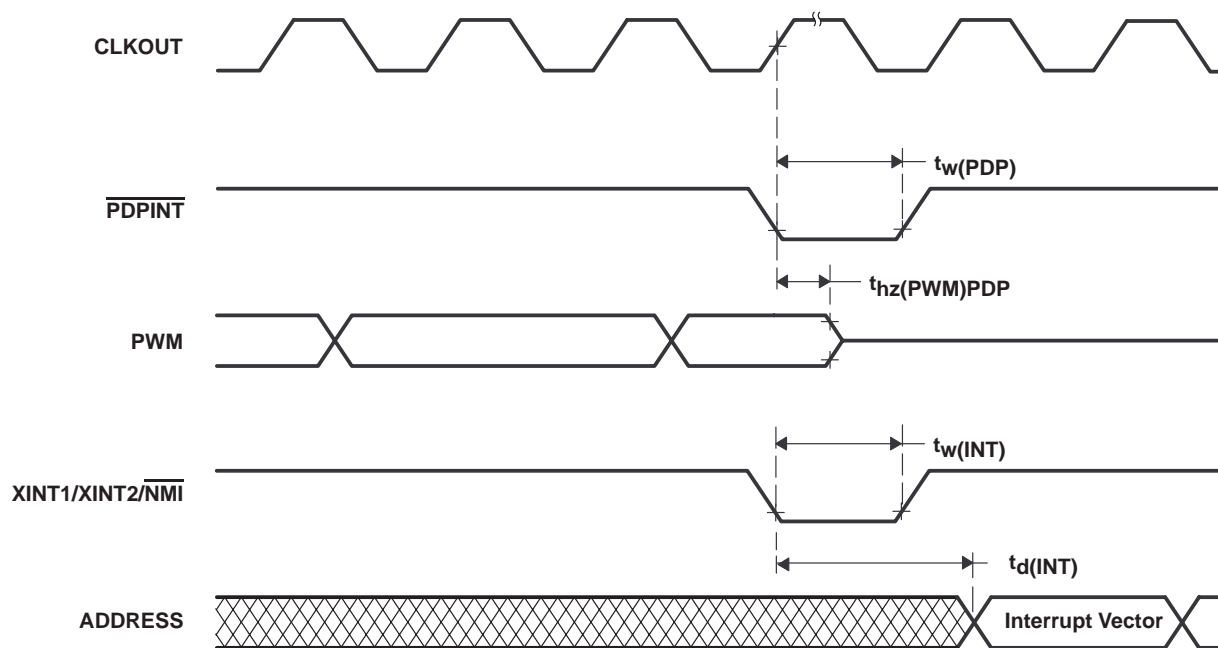 CLKOUT
tw(PDP)
PDPINT
thz(PWM)PDP
PWM
tw(INT)
XINT1/XINT2/NMI
td(INT)
ADDRESS
Interrupt Vector